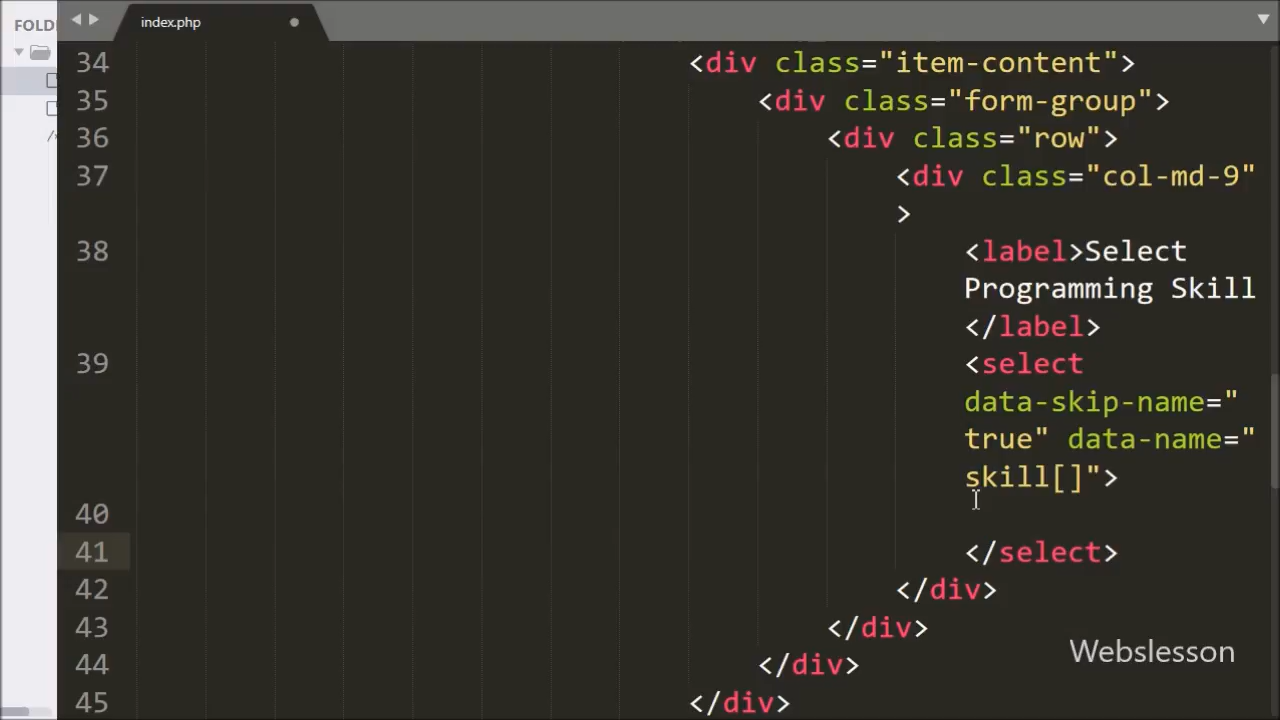 FOLD
index.php
34 <div class="item-content">
35 <div class="form-group">
36 <div class="row">
37 <div class="col-md-9"
>
38 <label>Select
Programming Skill
</label>
39 <select
data-skip-name="
true" data-name="
skill[]">
40
41 </select>
42 </div>
43 </div>
44 </div>
45 </div>
Webslesson